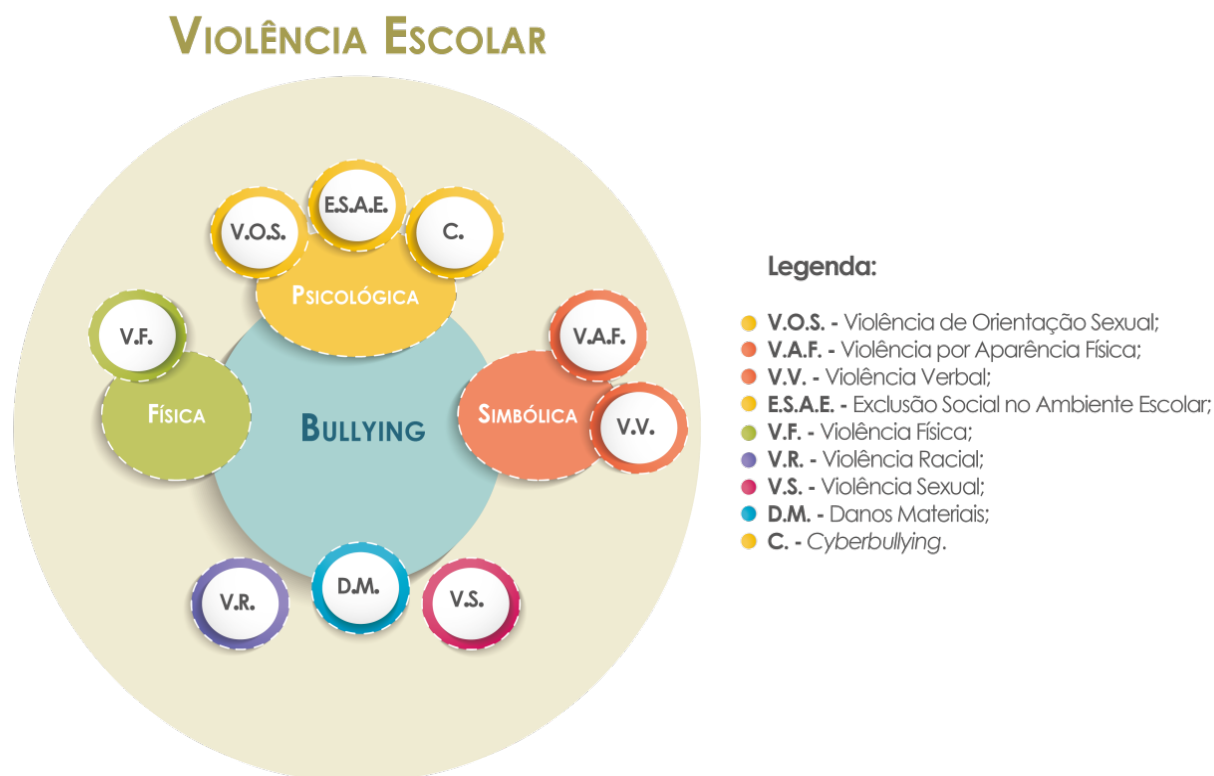 VIOLÊNCIA ESCOLAR
E.S.A.E.
V.O.S.
C.
PSICOLÓGICA
V.F.
V.A.F.
FÍSICA
BULLYING
SIMBÓLICA
V.V.
V.R.
D.M.
V.S.
Legenda:
V.O.S. - Violência de Orientação Sexual;
V.A.F. - Violência por Aparência Física;
V.V. - Violência Verbal;
E.S.A.E. - Exclusão Social no Ambiente Escolar;
V.F. - Violência Física;
V.R. - Violência Racial;
V.S. - Violência Sexual;
D.M. - Danos Materiais;
C. - Cyberbullying.